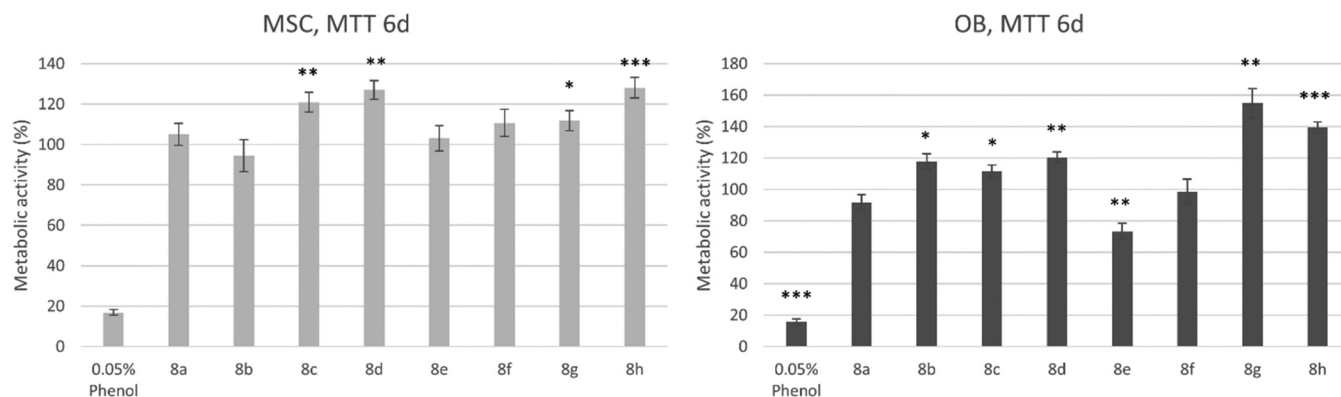 MSC, MTT 6d
Metabolic activity (%)
140
120
100
80
60
40
20
0
** ** * ***
0.05% Phenol 8a 8b 8c 8d 8e 8f 8g 8h
OB, MTT 6d
Metabolic activity (%)
180
160
140
120
100
80
60
40
20
0
*** * * ** ** ** ***
0.05% Phenol 8a 8b 8c 8d 8e 8f 8g 8h